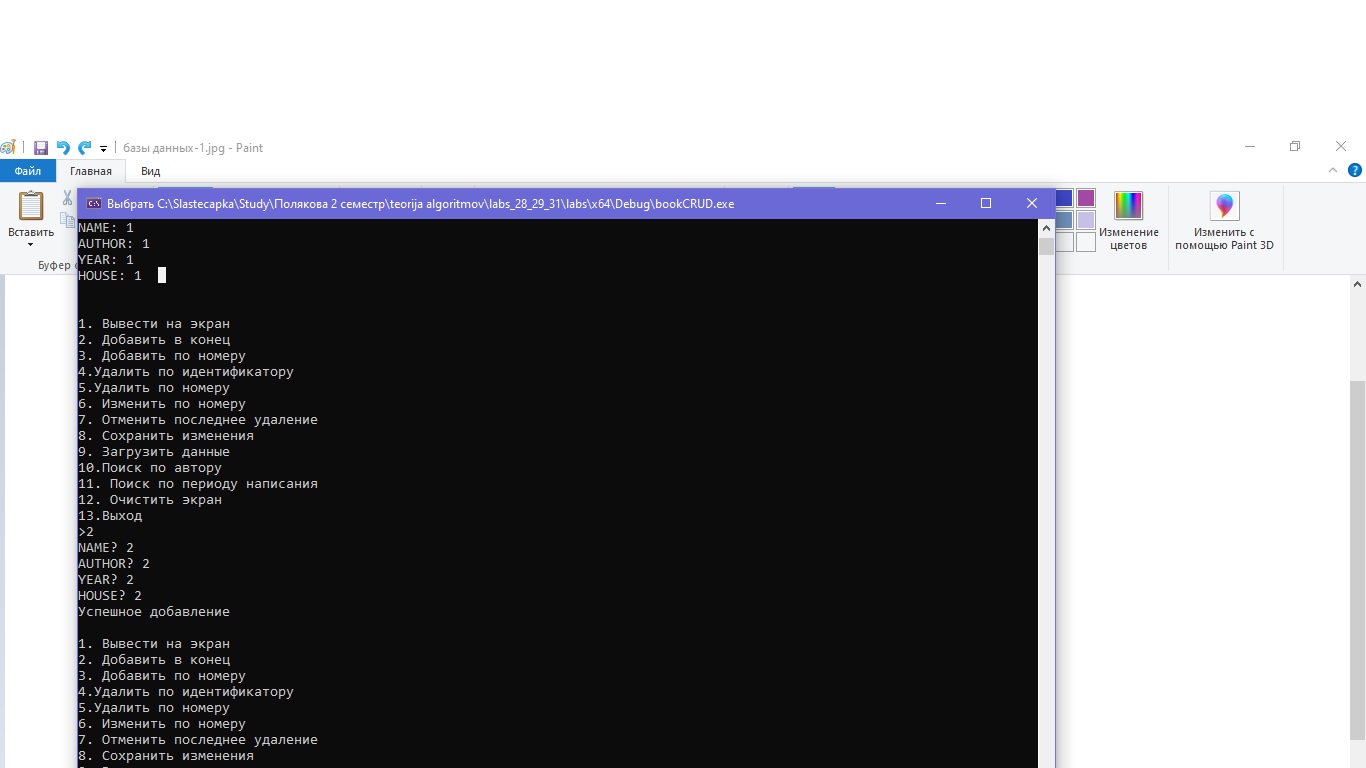 базы данных-1.jpg - Paint
Файл Главная Вид
Выбрать C:\Slastecapka\Study\Полякова 2 семестр\teorija algoritmov\labs_28_29_31\labs\x64\Debug\bookCRUD.exe
Вставить
Буфер
Изменение
цветов
Изменить с
помощью Paint 3D
NAME: 1
AUTHOR: 1
YEAR: 1
HOUSE: 1
1. Вывести на экран
2. Добавить в конец
3. Добавить по номеру
4.Удалить по идентификатору
5.Удалить по номеру
6. Изменить по номеру
7. Отменить последнее удаление
8. Сохранить изменения
9. Загрузить данные
10.Поиск по автору
11. Поиск по периоду написания
12. Очистить экран
13.Выход
>2
NAME? 2
AUTHOR? 2
YEAR? 2
HOUSE? 2
Успешное добавление
1. Вывести на экран
2. Добавить в конец
3. Добавить по номеру
4.Удалить по идентификатору
5.Удалить по номеру
6. Изменить по номеру
7. Отменить последнее удаление
8. Сохранить изменения